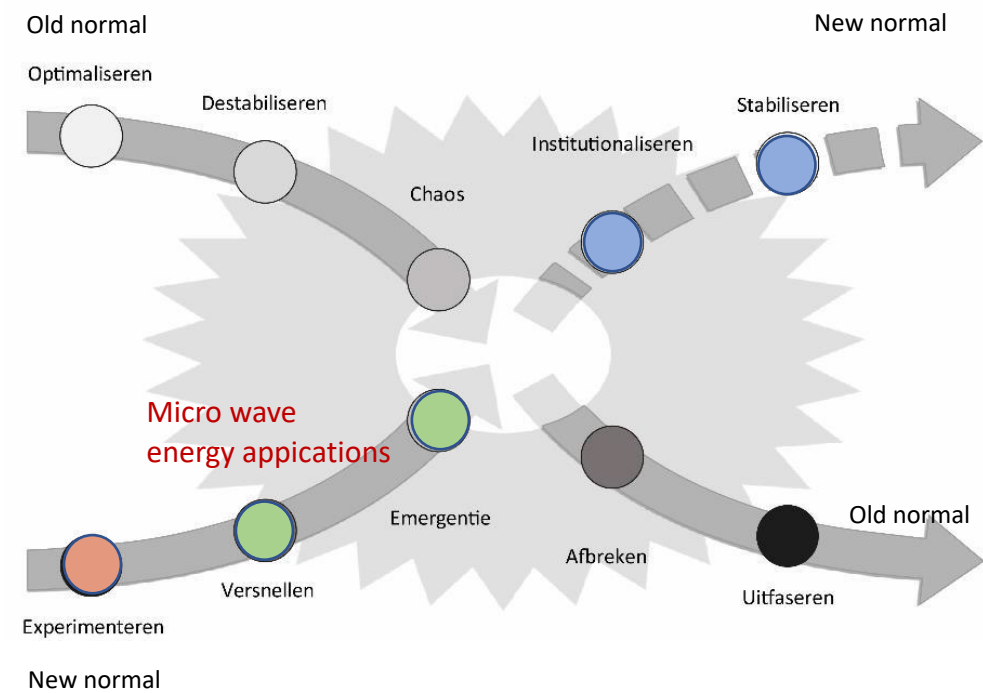 Old normal
New normal
Optimaliseren
Destabiliseren
Stabiliseren
Institutionaliseren
Chaos
Micro wave
energy appications
Emergentie
Old normal
Afbreken
Versnellen
Uitfaseren
Experimenteren
New normal